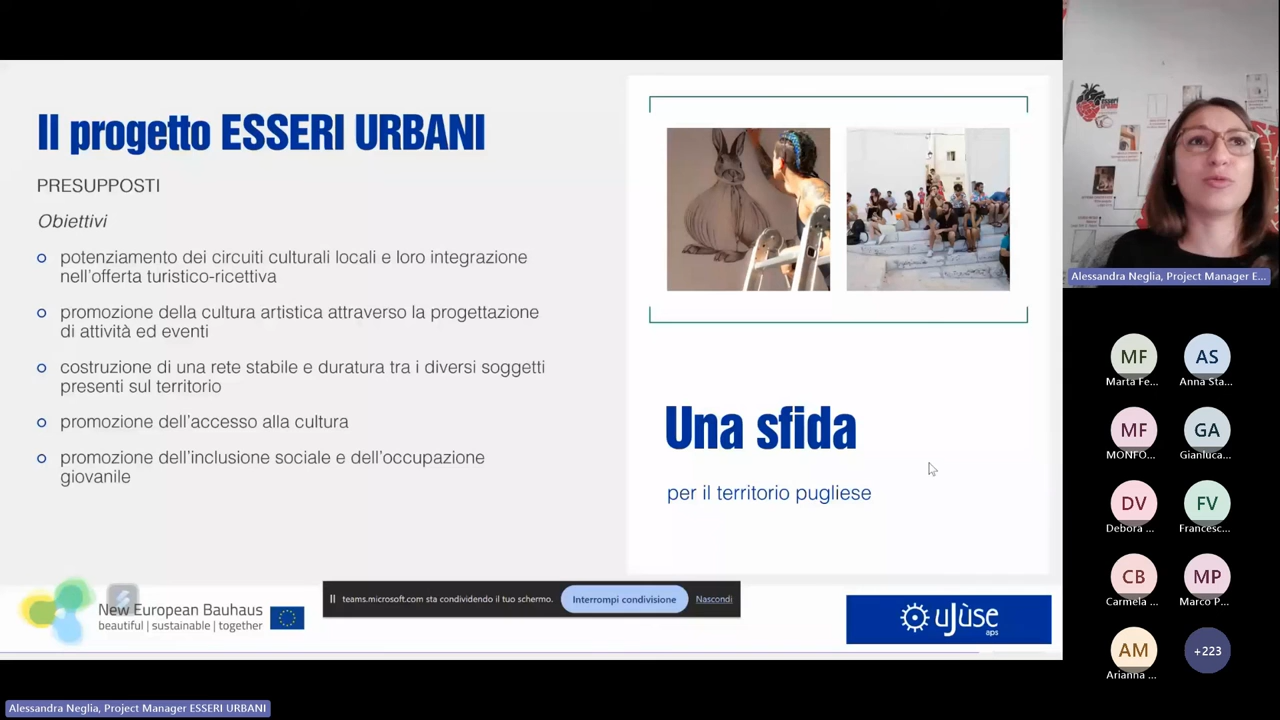 Il progetto ESSERI URBANI
PRESUPPOSTI
Obiettivi
potenziamento dei circuiti culturali locali e loro integrazione
nell'offerta turistico-ricettiva
promozione della cultura artistica attraverso la progettazione
di attività ed eventi
costruzione di una rete stabile e duratura tra i diversi soggetti
presenti sul territorio
promozione dell'accesso alla cultura
promozione dell'inclusione sociale e dell'occupazione
giovanile
Una sfida
per il territorio pugliese
New European Bauhaus
beautiful | sustainable | together
teams.microsoft.com sta condividendo il tuo schermo.
Interrompi condivisione
Nascondi
uJùse
aps
Alessandra Neglia, Project Manager E...
MF
AS
Marta Fe...
Anna Sta...
MF
GA
MONFO...
Gianluca...
DV
FV
Debora ...
Francesc...
CB
MP
Carmela ...
Marco P...
AM
+223
Arianna ...
Alessandra Neglia, Project Manager ESSERI URBANI